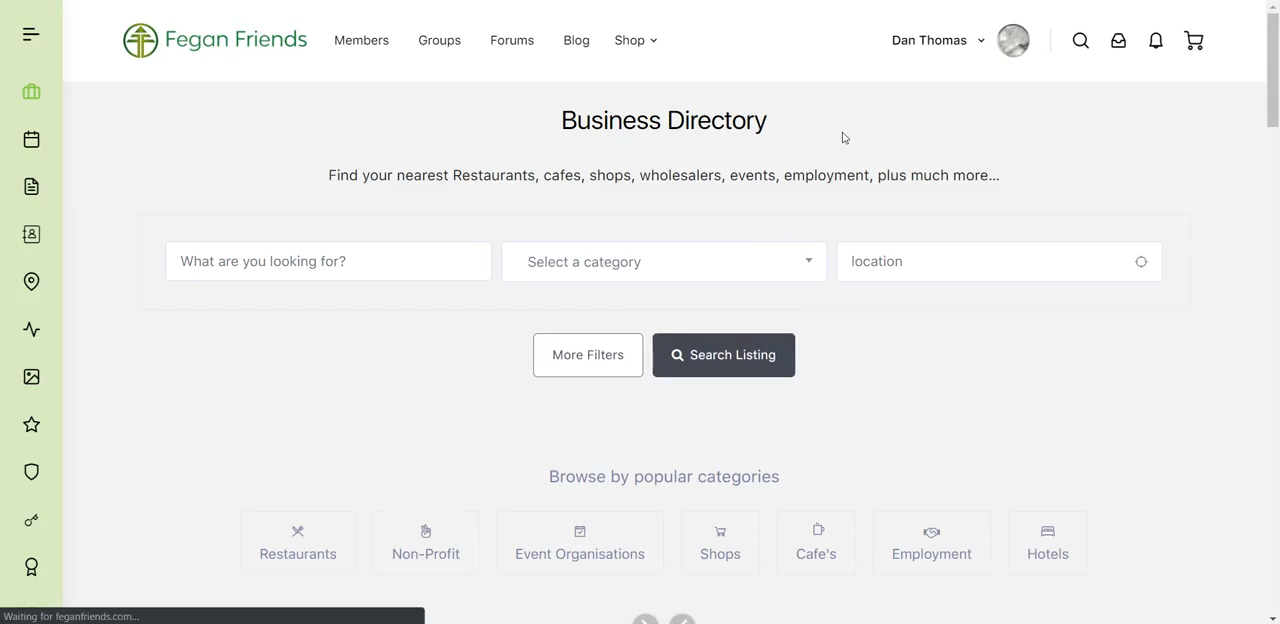 Fegan Friends
Members Groups Forums Blog Shop
Dan Thomas
Business Directory
Find your nearest Restaurants, cafes, shops, wholesalers, events, employment, plus much more...
What are you looking for? Select a category location
More Filters Search Listing
Browse by popular categories
Restaurants Non-Profit Event Organisations Shops Cafe's Employment Hotels
Waiting for feganfriends.com...